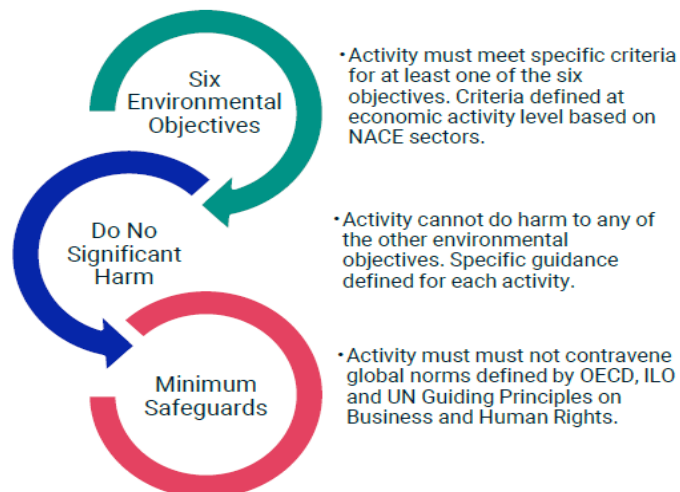 Six
Environmental
Objectives
•Activity must meet specific criteria
for at least one of the six
objectives. Criteria defined at
economic activity level based on
NACE sectors.
Do No
Significant
Harm
•Activity cannot do harm to any of
the other environmental
objectives. Specific guidance
defined for each activity.
Minimum
Safeguards
•Activity must must not contravene
global norms defined by OECD, ILO
and UN Guiding Principles on
Business and Human Rights.